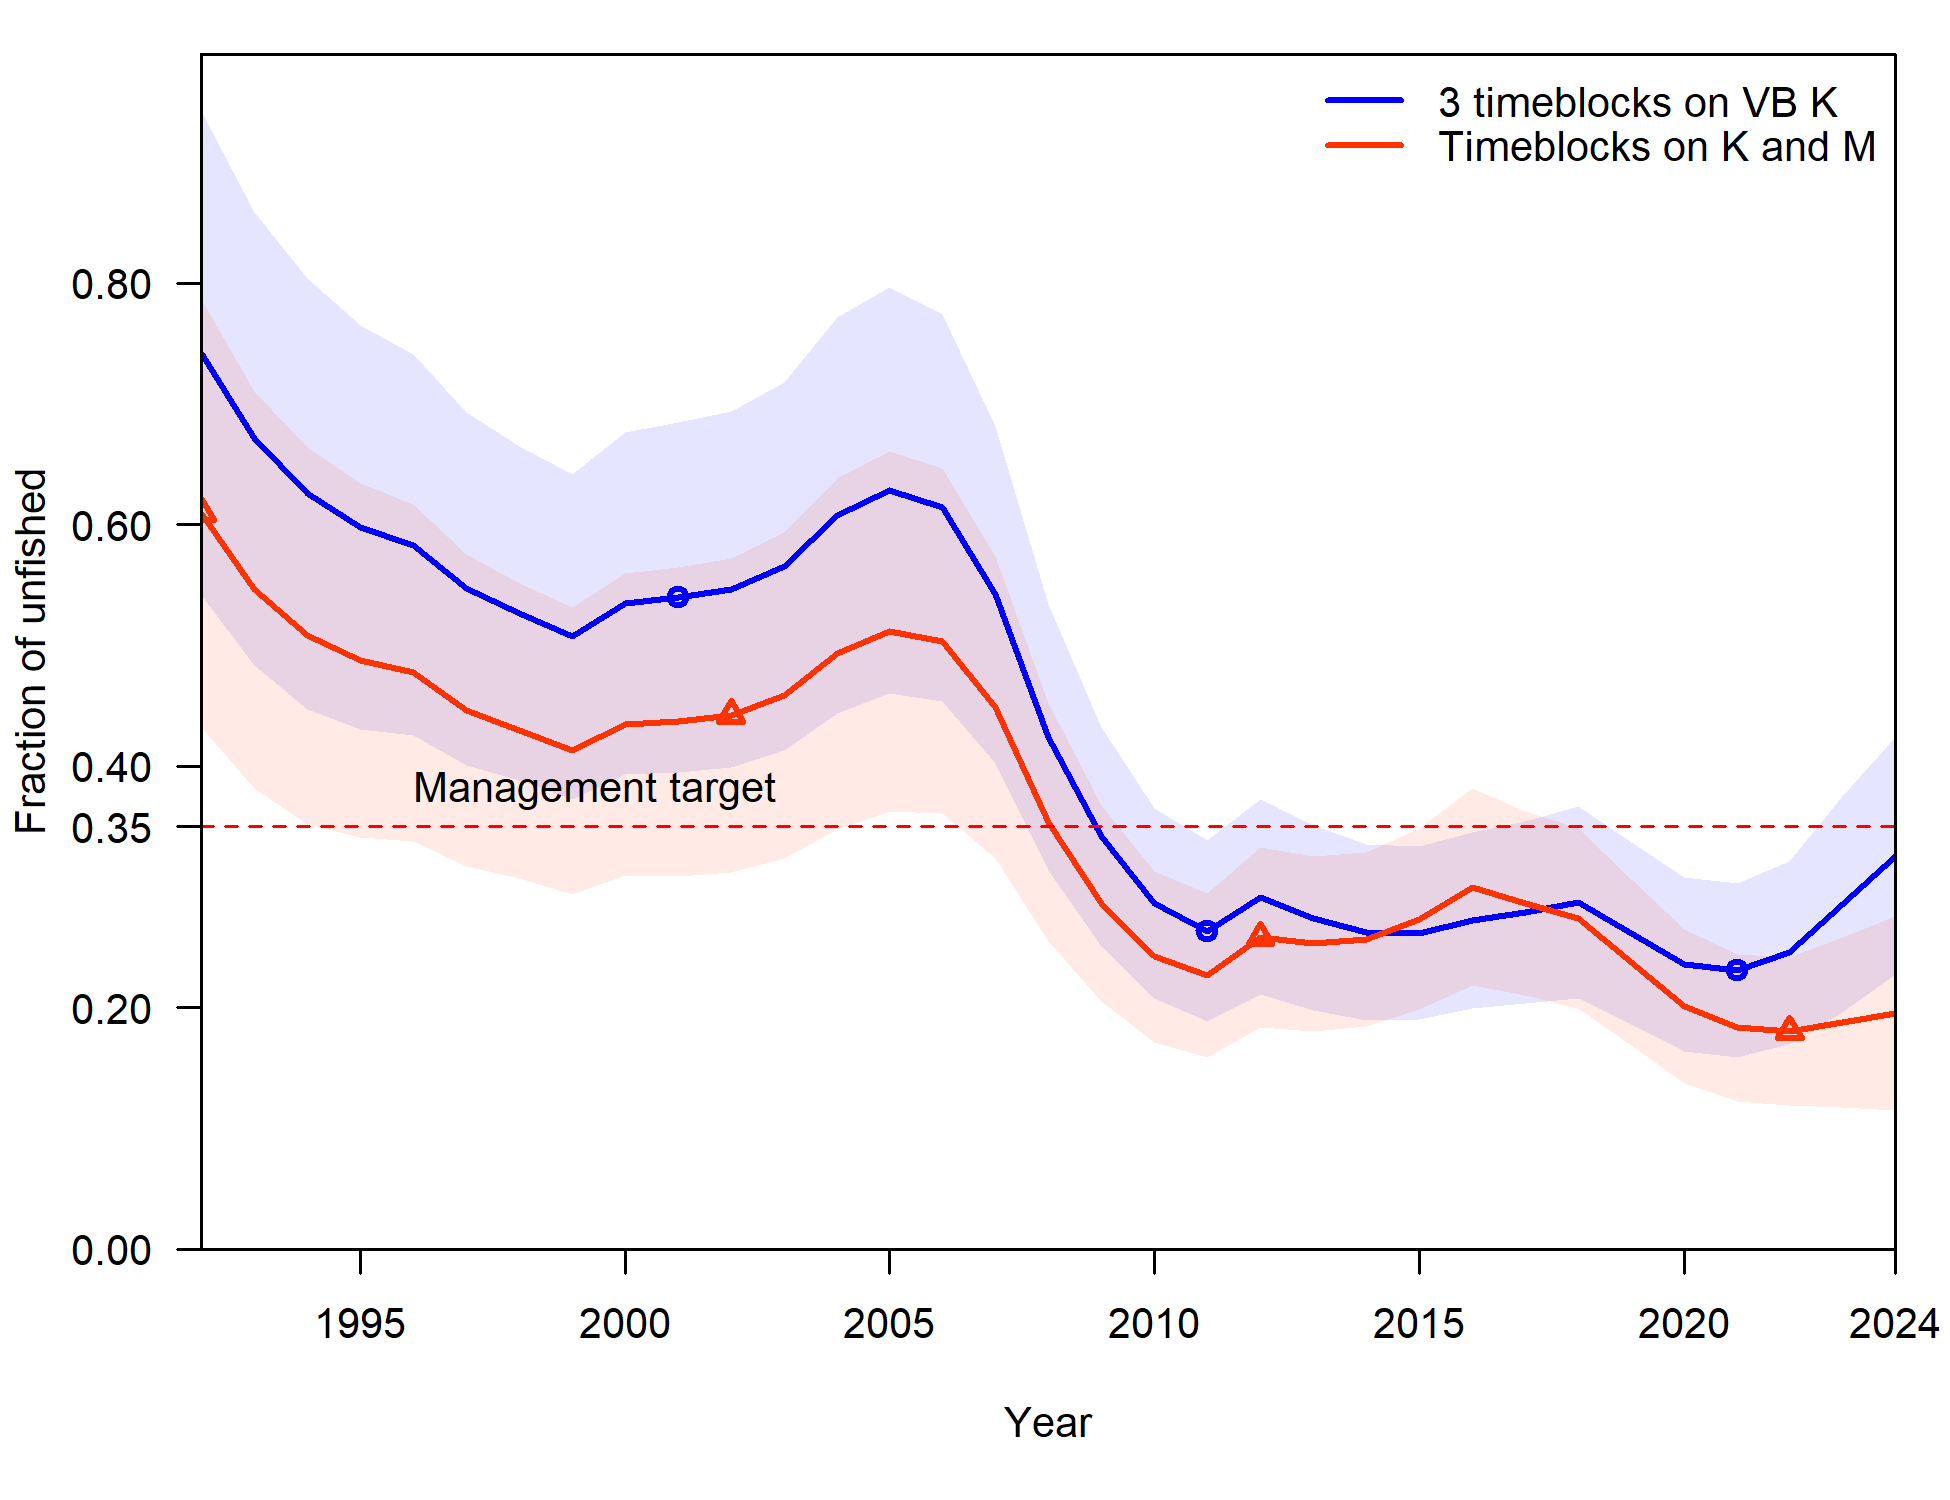 3 timeblocks on VB K
Timeblocks on K and M
Fraction of unfished
0.80
0.60
0.40
0.35
0.20
0.00
Management target
1995 2000 2005 2010 2015 2020 2024
Year